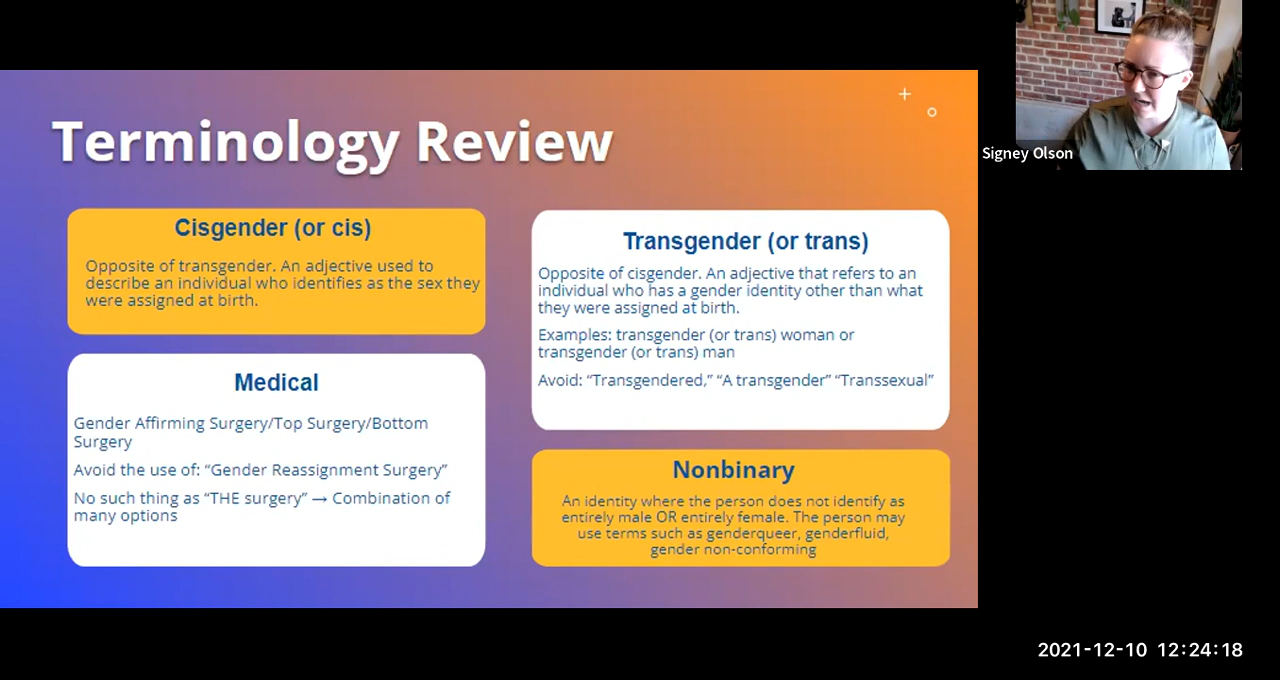 Terminology Review
Cisgender (or cis)
Opposite of transgender. An adjective used to
describe an individual who identifies as the sex they
were assigned at birth.
Medical
Gender Affirming Surgery/Top Surgery/Bottom
Surgery
Avoid the use of: “Gender Reassignment Surgery”
No such thing as “THE surgery” → Combination of
many options
Transgender (or trans)
Opposite of cisgender. An adjective that refers to an
individual who has a gender identity other than what
they were assigned at birth.
Examples: transgender (or trans) woman or
transgender (or trans) man
Avoid: “Transgendered,” “A transgender” “Transsexual”
Nonbinary
An identity where the person does not identify as
entirely male OR entirely female. The person may
use terms such as genderqueer, genderfluid,
gender non-conforming
Signey Olson
2021-12-10 12:24:18